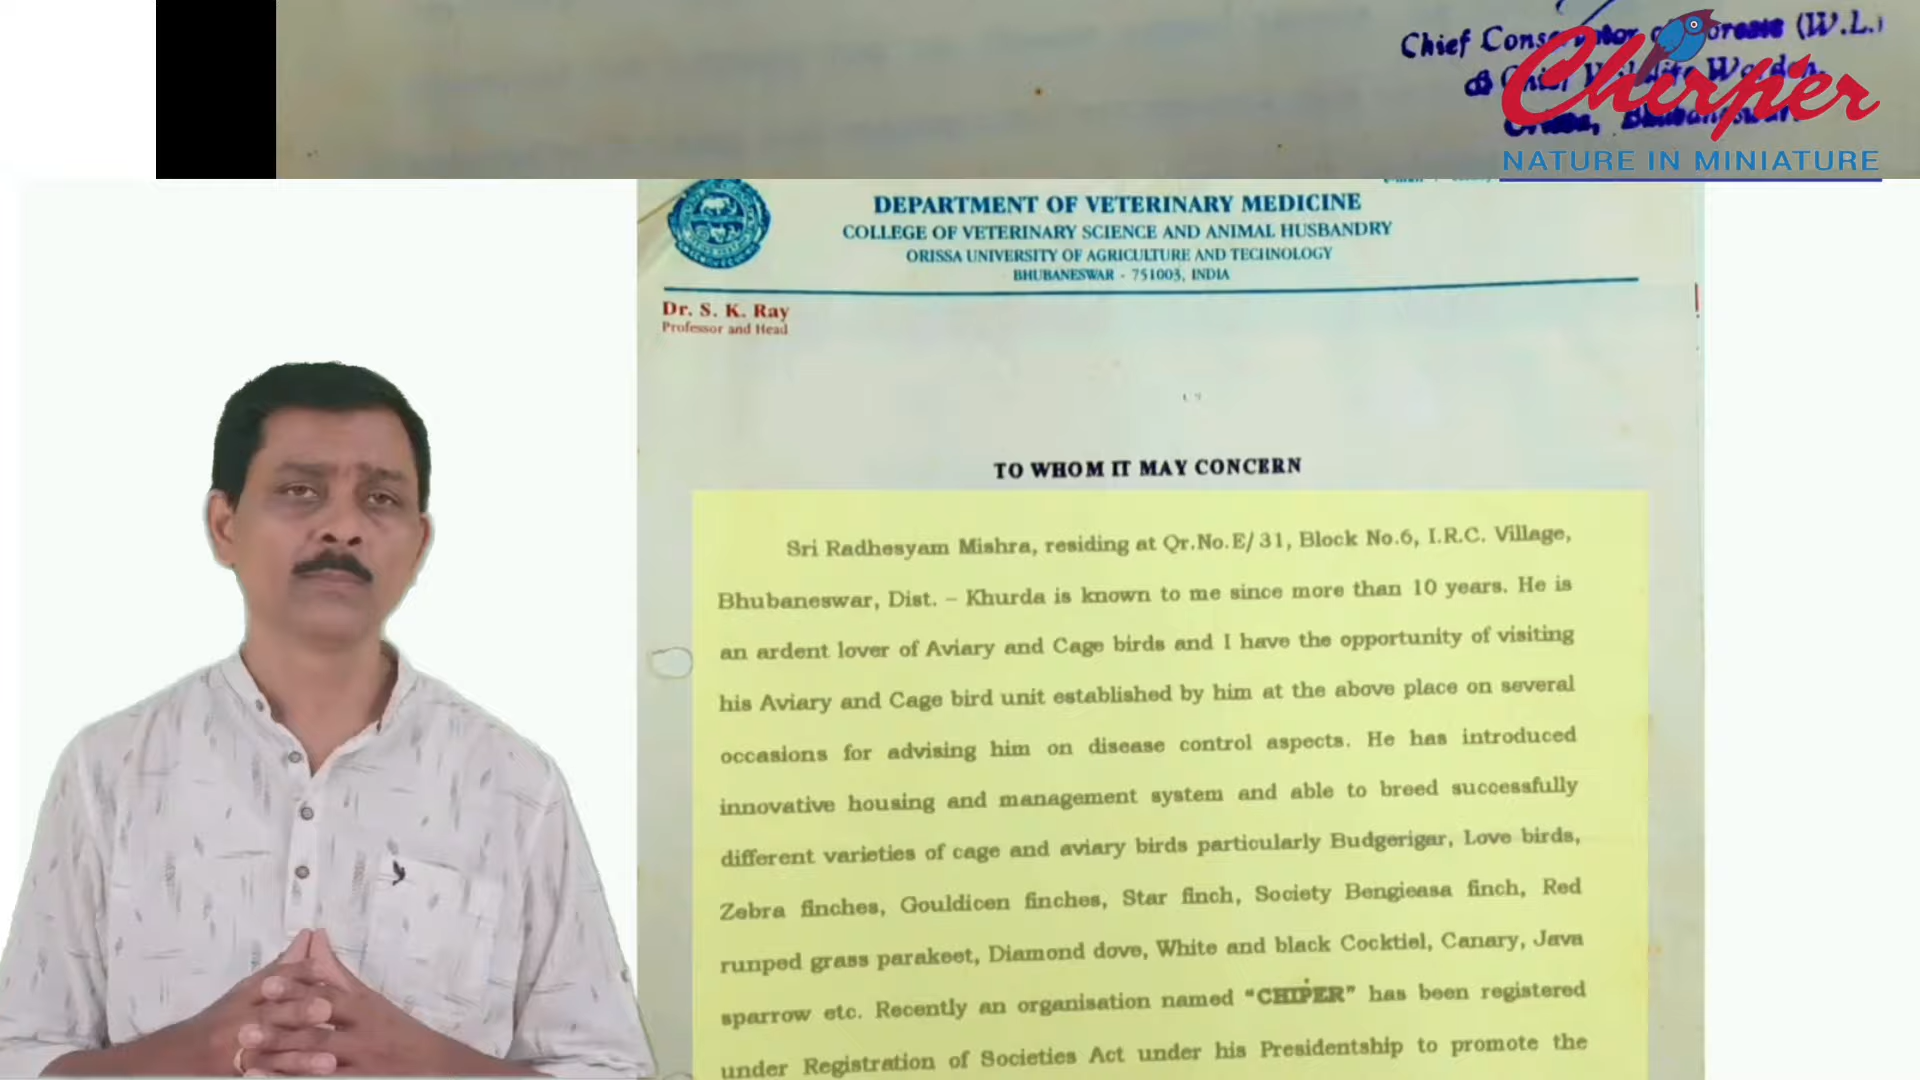 Chief Conservator of Forests (W.L.)
& Chief Wildlife Warden,
Orissa, Bhubaneswar.
Chirper
NATURE IN MINIATURE
DEPARTMENT OF VETERINARY MEDICINE
COLLEGE OF VETERINARY SCIENCE AND ANIMAL HUSBANDRY
ORISSA UNIVERSITY OF AGRICULTURE AND TECHNOLOGY
BHUBANESWAR - 751003, INDIA
Dr. S. K. Ray
Professor and Head
TO WHOM IT MAY CONCERN
Sri Radhesyam Mishra, residing at Qr.No.E/31, Block No.6, I.R.C. Village,
Bhubaneswar, Dist. – Khurda is known to me since more than 10 years. He is
an ardent lover of Aviary and Cage birds and I have the opportunity of visiting
his Aviary and Cage bird unit established by him at the above place on several
occasions for advising him on disease control aspects. He has introduced
innovative housing and management system and able to breed successfully
different varieties of cage and aviary birds particularly Budgerigar, Love birds,
Zebra finches, Gouldicen finches, Star finch, Society Bengieasa finch, Red
runped grass parakeet, Diamond dove, White and black Cocktiel, Canary, Java
sparrow etc. Recently an organisation named “CHIPER” has been registered
under Registration of Societies Act under his Presidentship to promote the